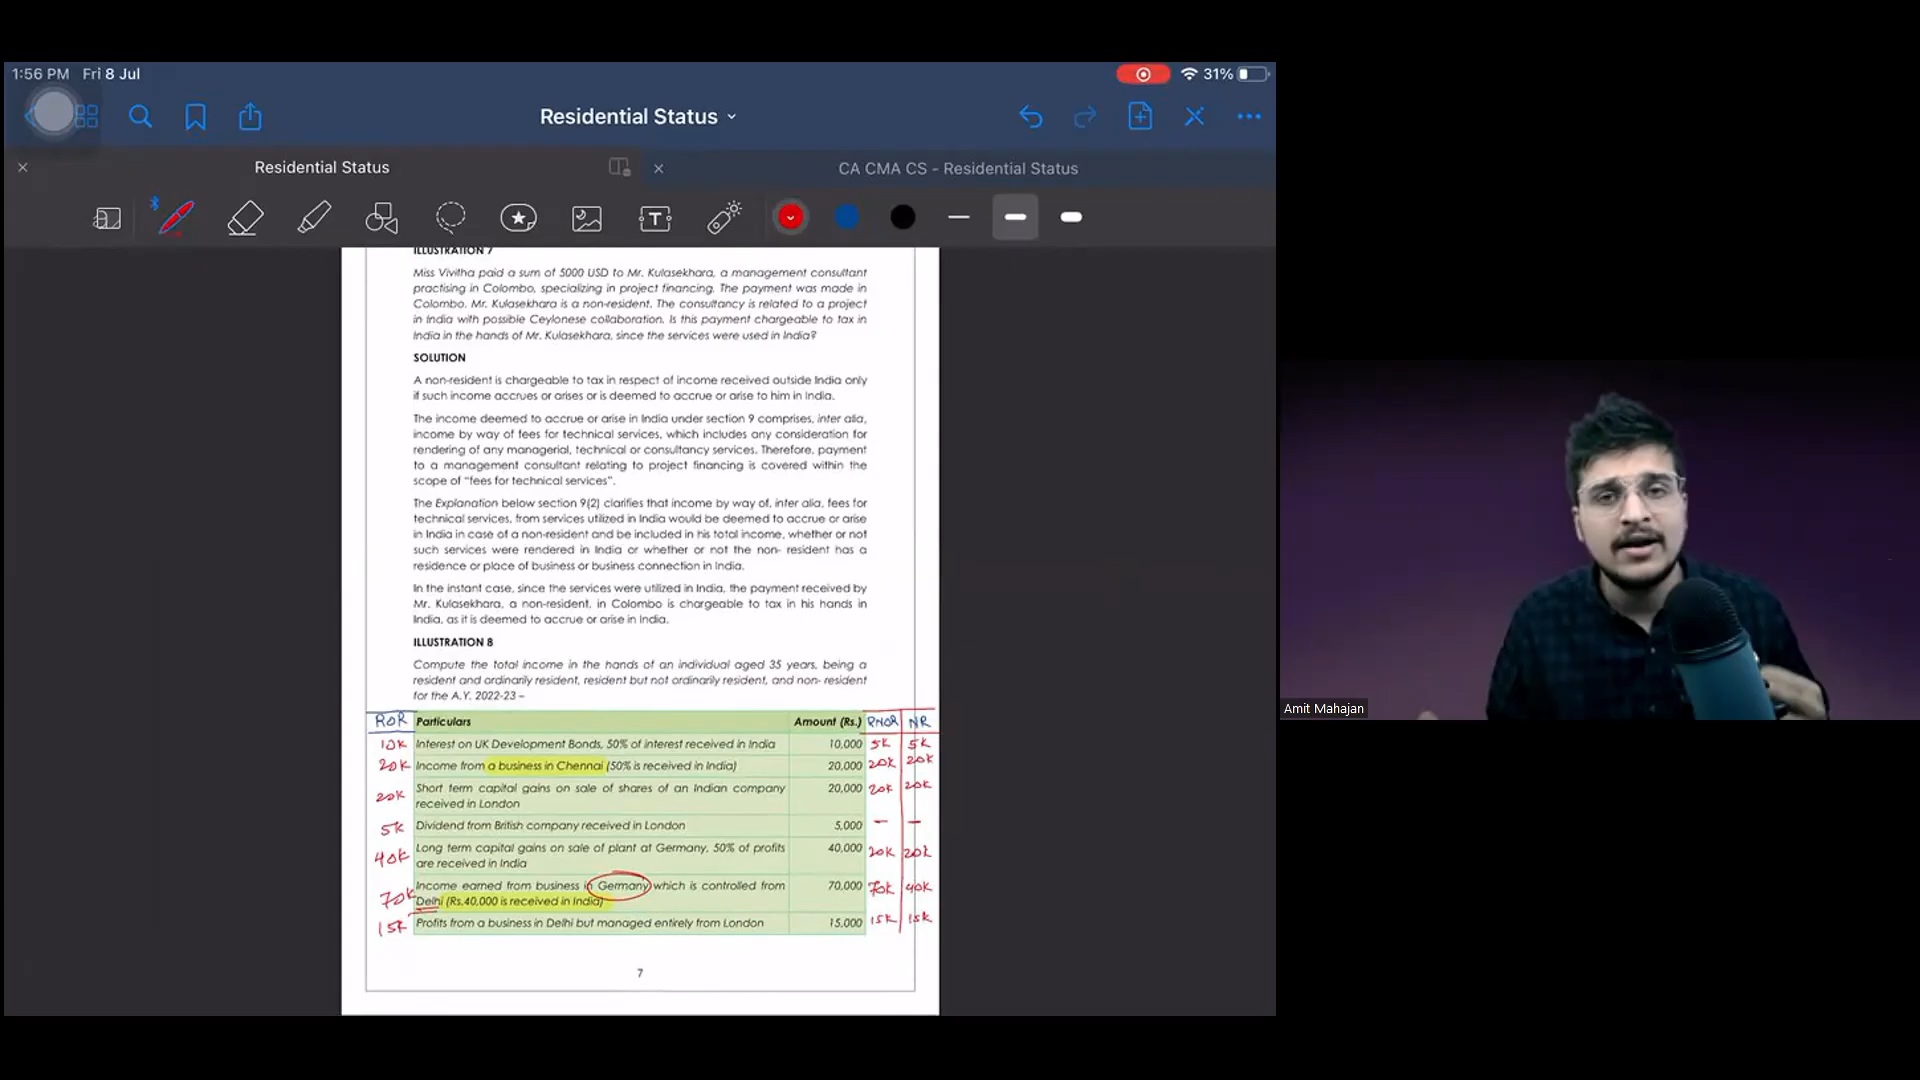 1:56 PM Fri 8 Jul
31%
Residential Status
Residential Status
CA CMA CS - Residential Status
T
ILLUSTRATION 7
Miss Vivitha paid a sum of 5000 USD to Mr. Kulasekhara, a management consultant
practising in Colombo, specializing in project financing. The payment was made in
Colombo. Mr. Kulasekhara is a non-resident. The consultancy is related to a project
in India with possible Ceylonese collaboration. Is this payment chargeable to tax in
India in the hands of Mr. Kulasekhara, since the services were used in India?
SOLUTION
A non-resident is chargeable to tax in respect of income received outside India only
if such income accrues or arises or is deemed to accrue or arise to him in India.
The income deemed to accrue or arise in India under section 9 comprises, inter alia,
income by way of fees for technical services, which includes any consideration for
rendering of any managerial, technical or consultancy services. Therefore, payment
to a management consultant relating to project financing is covered within the
scope of "fees for technical services".
The Explanation below section 9(2) clarifies that income by way of, inter alia, fees for
technical services, from services utilized in India would be deemed to accrue or arise
in India in case of a non-resident and be included in his total income, whether or not
such services were rendered in India or whether or not the non- resident has a
residence or place of business or business connection in India.
In the instant case, since the services were utilized in India, the payment received by
Mr. Kulasekhara, a non-resident, in Colombo is chargeable to tax in his hands in
India, as it is deemed to accrue or arise in India.
ILLUSTRATION 8
Compute the total income in the hands of an individual aged 35 years, being a
resident and ordinarily resident, resident but not ordinarily resident, and non- resident
for the A.Y. 2022-23 –
ROR Particulars Amount (Rs.) RNOR NR
10k Interest on UK Development Bonds, 50% of interest received in India 10,000 5k 5k
20k Income from a business in Chennai (50% is received in India) 20,000 20k 20k
20k Short term capital gains on sale of shares of an Indian company 20,000 20k 20k
received in London
5k Dividend from British company received in London 5,000 – –
40k Long term capital gains on sale of plant at Germany, 50% of profits 40,000 20k 20k
are received in India
70k Income earned from business in Germany which is controlled from 70,000 70k 40k
Delhi (Rs.40,000 is received in India)
15k Profits from a business in Delhi but managed entirely from London 15,000 15k 15k
7
Amit Mahajan